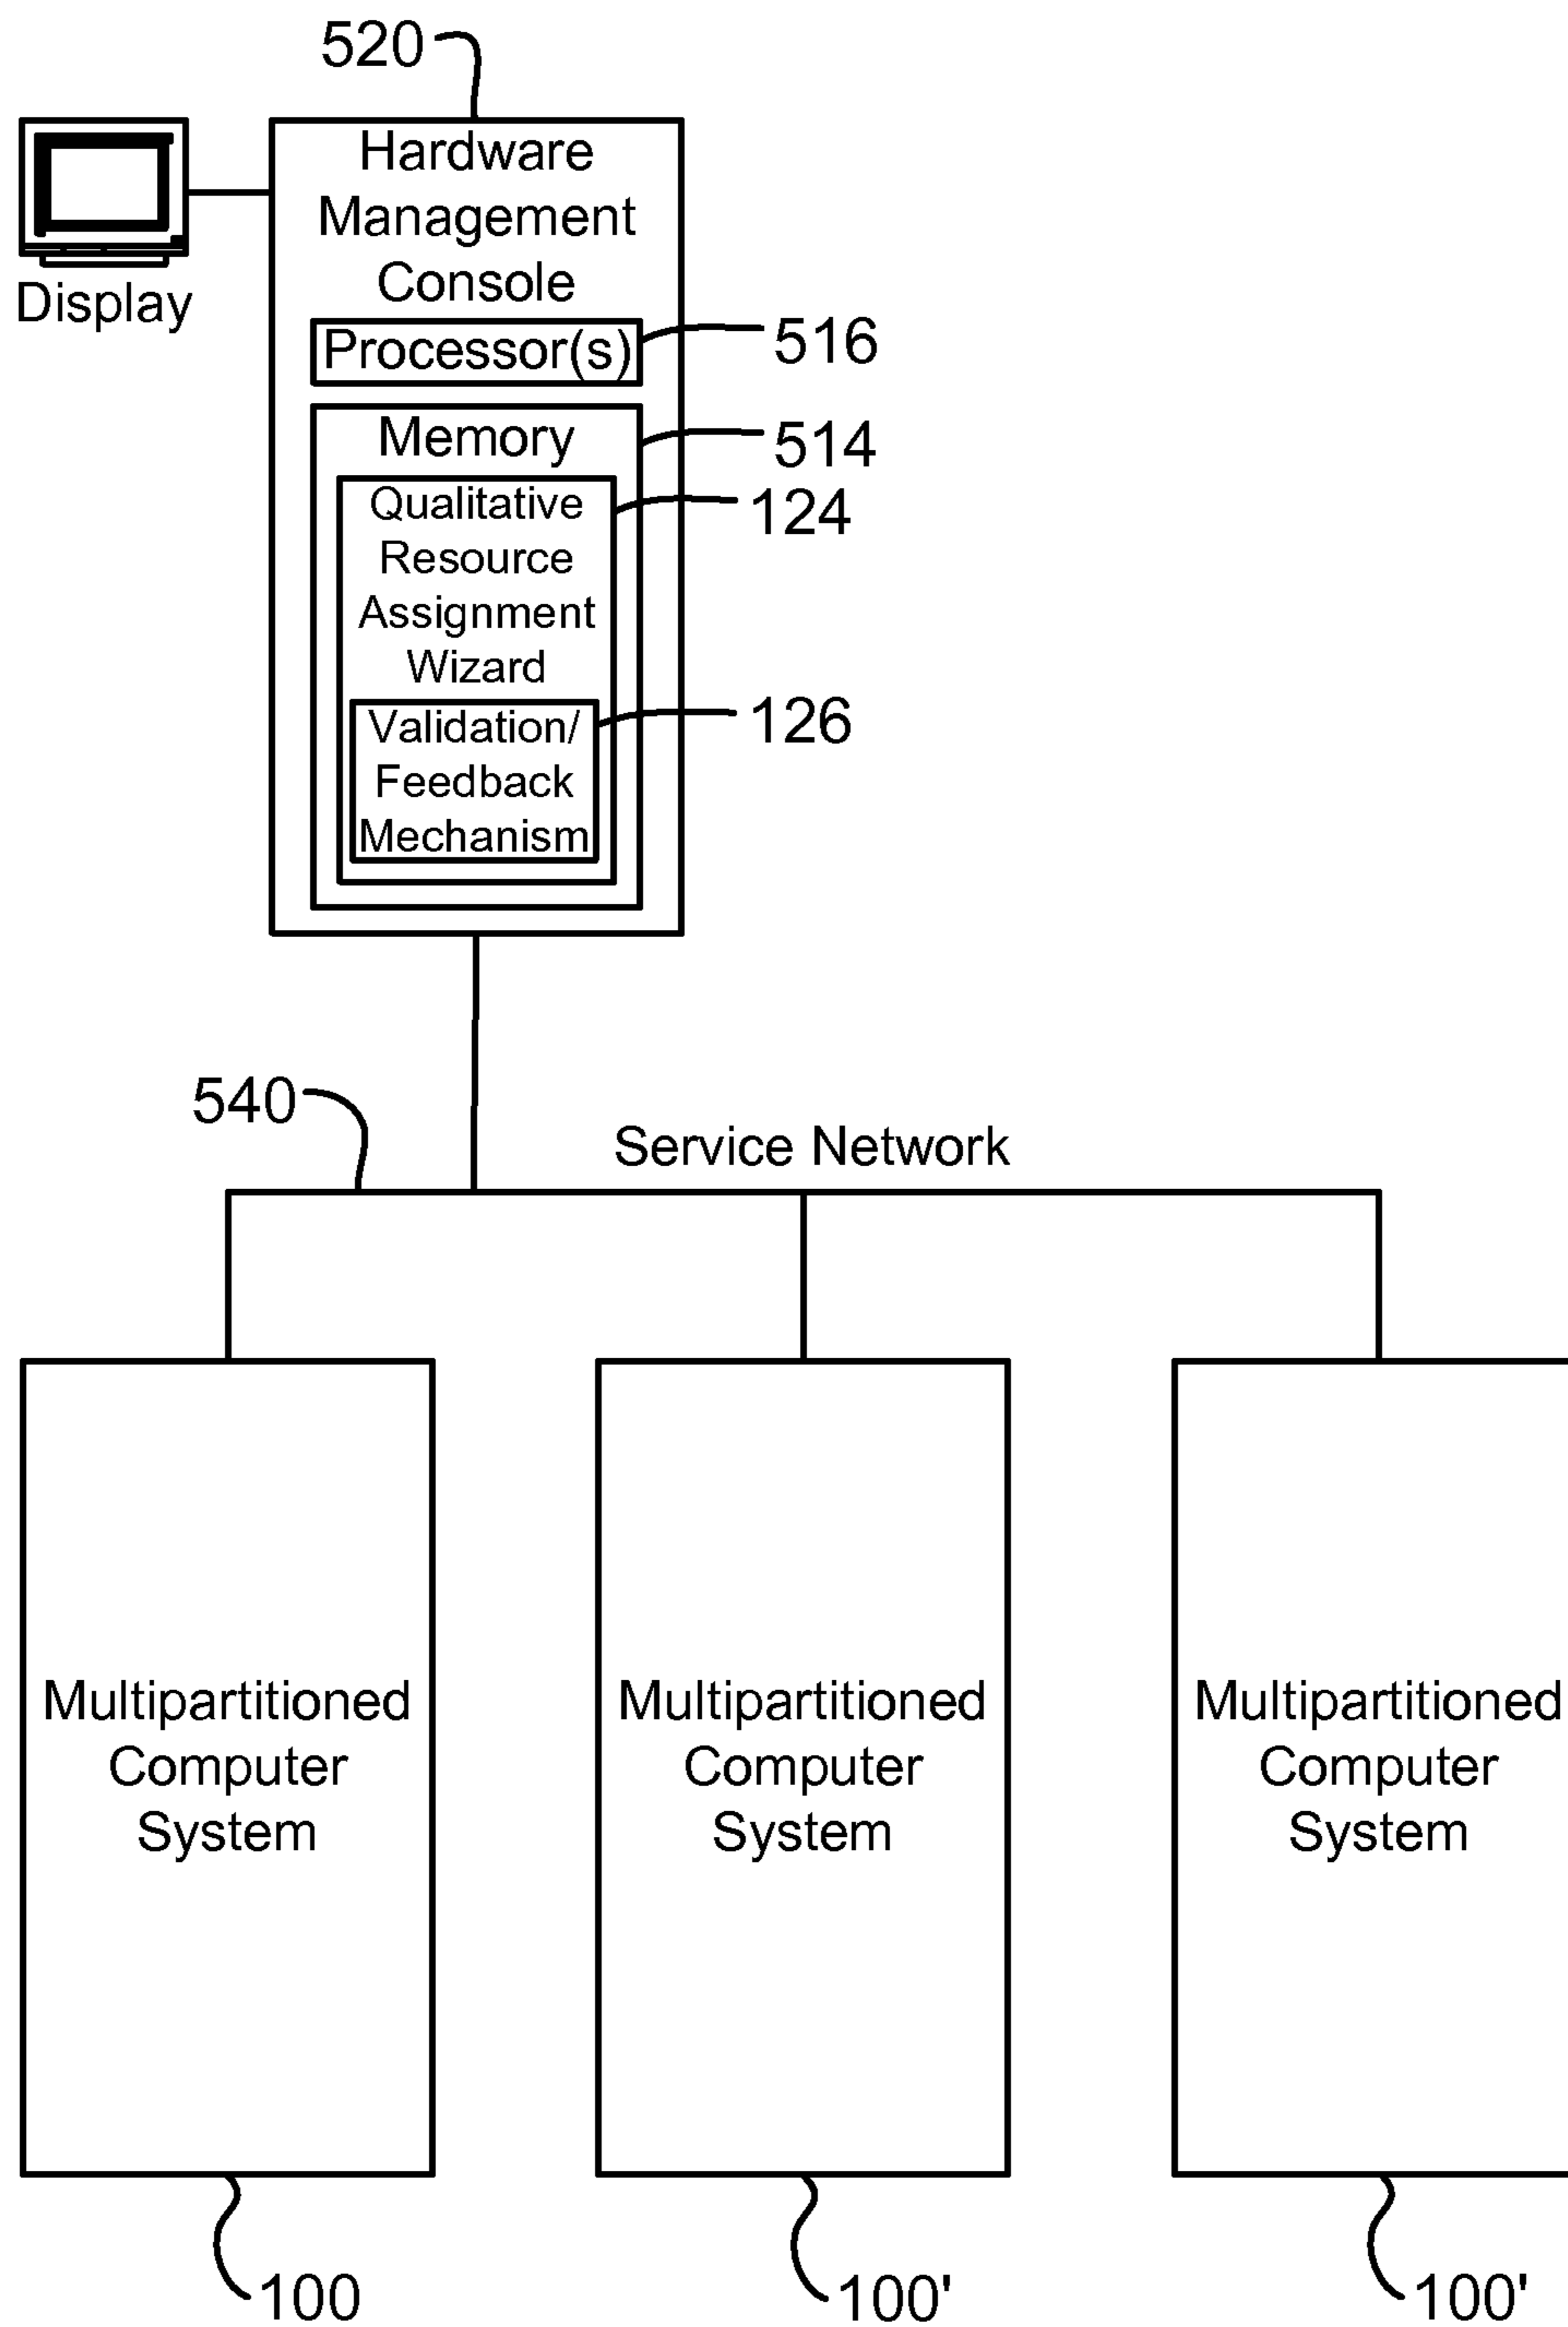 520
Hardware
Management
Console
Display
Processor(s)
516
Memory
514
Qualitative
124
Resource
Assignment
Wizard
Validation/
126
Feedback
Mechanism
540
Service Network
Multipartitioned
Computer
System
Multipartitioned
Computer
System
Multipartitioned
Computer
System
100
100'
100'